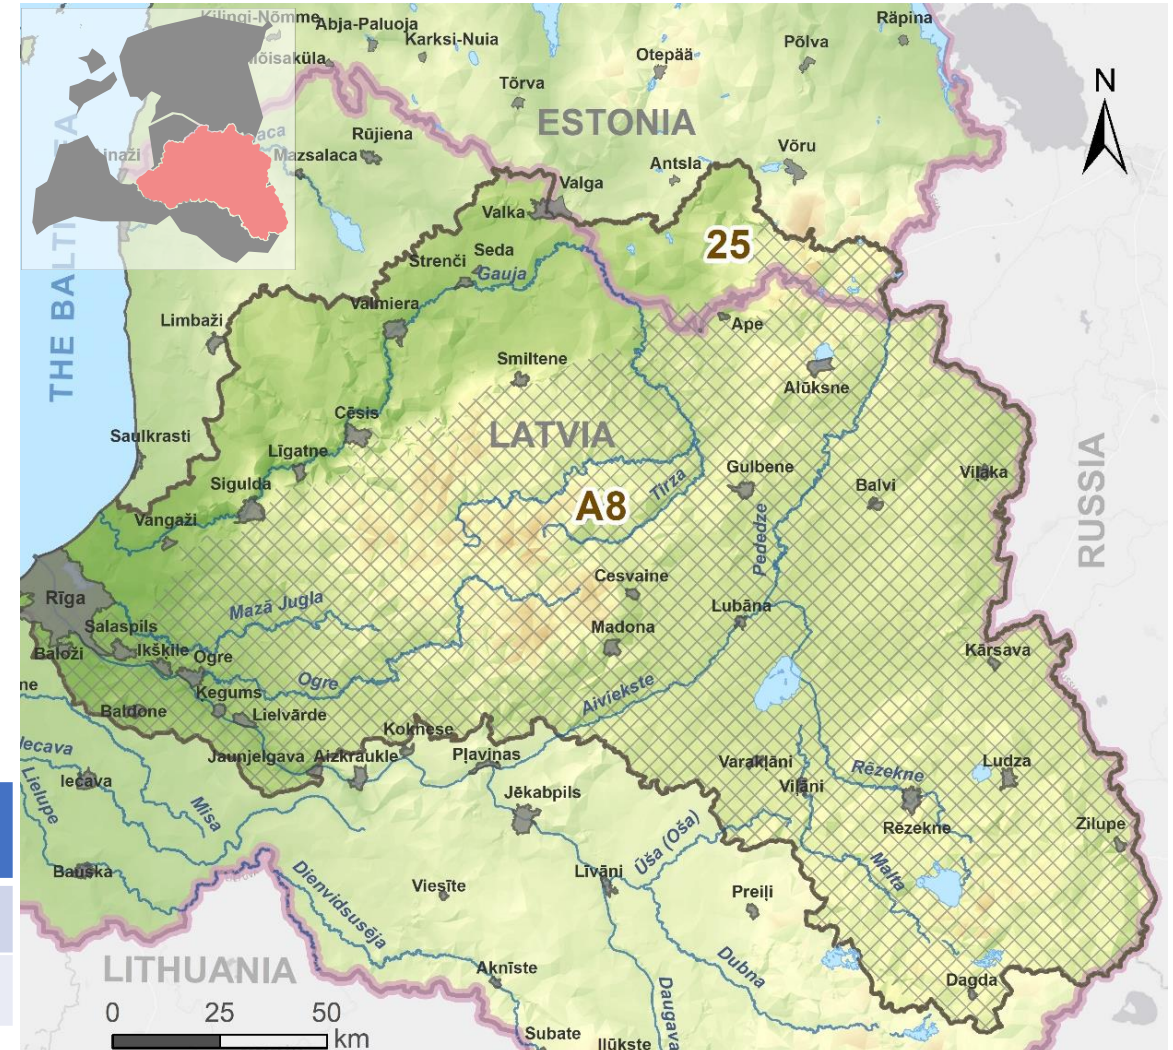 Kilingi-Nõmme
Abja-Paluoja
Karksi-Nuia
Mõisaküla
Räpina
Põlva
Otepää
Tõrva
N
ESTONIA
Rūjiena
Mazsalaca
Võru
Antsla
Valga
Valka
25
Seda
Strenči
Gauja
Valmiera
Limbaži
Ape
Smiltene
Alūksne
THE BALTI
A
Cēsis
LATVIA
Saulkrasti
Līgatne
Sigulda
Gulbene
Viļaka
Balvi
Tirza
A8
Vangaži
Pededze
RUSSIA
Cesvaine
Rīga
Mazā Jugla
Lubāna
Salaspils
Madona
Baloži
Ikšķile
Ogre
Kārsava
ne
Ogre
Ķegums
Aiviekste
Baldone
Lielvārde
Koknese
Iecava
Jaunjelgava
Aizkraukle
Pļaviņas
Varakļāni
Rēzekne
Ludza
Iecava
Viļāni
Lielupe
Misa
Jēkabpils
Rēzekne
Zilupe
Ūša (Oša)
Bauska
Līvāni
Malta
Viesīte
Preiļi
Dienvidsusēja
LITHUANIA
Aknīste
Dubna
Dagda
Daugava
0 25 50
km
Subate
Ilūkste